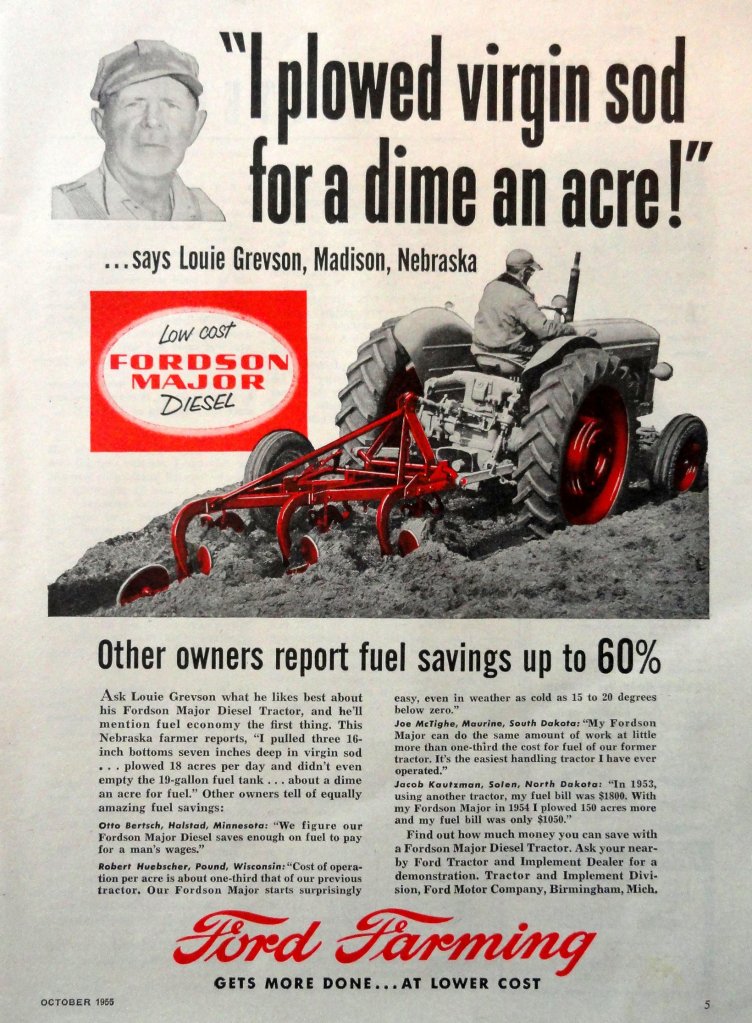 “I plowed virgin sod
for a dime an acre!”
...says Louie Grevson, Madison, Nebraska
Low cost
FORDSON
MAJOR
DIESEL
Other owners report fuel savings up to 60%
Ask Louie Grevson what he likes best about
his Fordson Major Diesel Tractor, and he’ll
mention fuel economy the first thing. This
Nebraska farmer reports, “I pulled three 16-
inch bottoms seven inches deep in virgin sod
. . . plowed 18 acres per day and didn’t even
empty the 19-gallon fuel tank . . . about a dime
an acre for fuel.” Other owners tell of equally
amazing fuel savings:
Otto Bertsch, Halstad, Minnesota: “We figure our
Fordson Major Diesel saves enough on fuel to pay
for a man’s wages.”
Robert Huebscher, Pound, Wisconsin: “Cost of opera-
tion per acre is about one-third that of our previous
tractor. Our Fordson Major starts surprisingly
easy, even in weather as cold as 15 to 20 degrees
below zero.”
Joe McTighe, Maurine, South Dakota: “My Fordson
Major can do the same amount of work at little
more than one-third the cost for fuel of our former
tractor. It’s the easiest handling tractor I have ever
operated.”
Jacob Kautzman, Solen, North Dakota: “In 1953,
using another tractor, my fuel bill was $1800. With
my Fordson Major in 1954 I plowed 150 acres more
and my fuel bill was only $1050.”
Find out how much money you can save with
a Fordson Major Diesel Tractor. Ask your near-
by Ford Tractor and Implement Dealer for a
demonstration. Tractor and Implement Divi-
sion, Ford Motor Company, Birmingham, Mich.
Ford Farming
GETS MORE DONE...AT LOWER COST
OCTOBER 1955
5